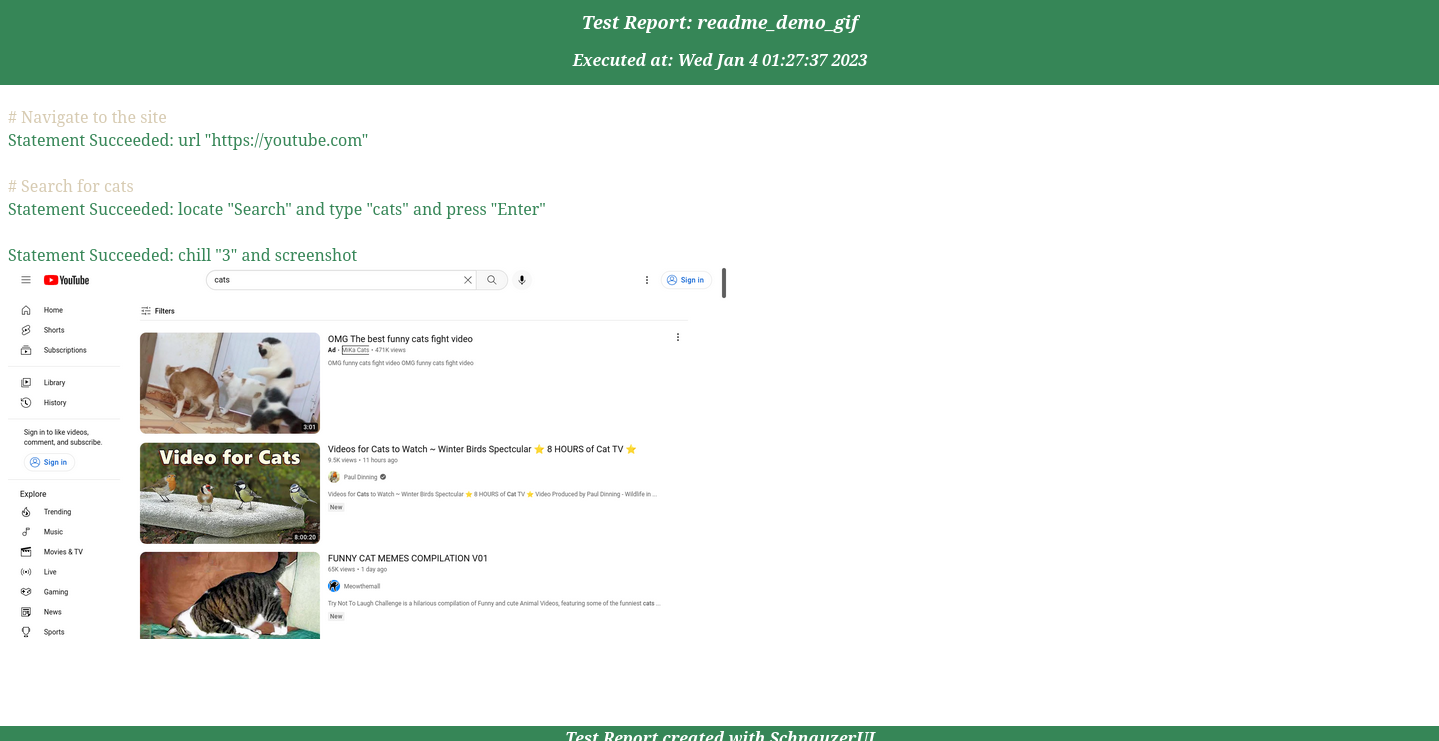 Test Report: readme_demo_gif
Executed at: Wed Jan 4 01:27:37 2023
# Navigate to the site
Statement Succeeded: url "https://youtube.com"
# Search for cats
Statement Succeeded: locate "Search" and type "cats" and press "Enter"
Statement Succeeded: chill "3" and screenshot
YouTube
cats
Sign in
Home
Shorts
Subscriptions
Library
History
Sign in to like videos,
comment, and subscribe.
Sign in
Explore
Trending
Music
Movies & TV
Live
Gaming
News
Sports
Filters
OMG The best funny cats fight video
Ad • MiKa Cats • 471K views
OMG funny cats fight video OMG funny cats fight video
3:01
Videos for Cats to Watch ~ Winter Birds Spectcular ⭐ 8 HOURS of Cat TV ⭐
9.5K views • 11 hours ago
Paul Dinning
Videos for Cats to Watch ~ Winter Birds Spectcular ⭐ 8 HOURS of Cat TV ⭐ Video Produced by Paul Dinning - Wildlife in ...
New
Video for Cats
8:00:20
FUNNY CAT MEMES COMPILATION V01
65K views • 1 day ago
Meowthemall
Try Not To Laugh Challenge is a hilarious compilation of Funny and cute Animal Videos, featuring some of the funniest cats ...
New
Test Report created with SchnauzerUI